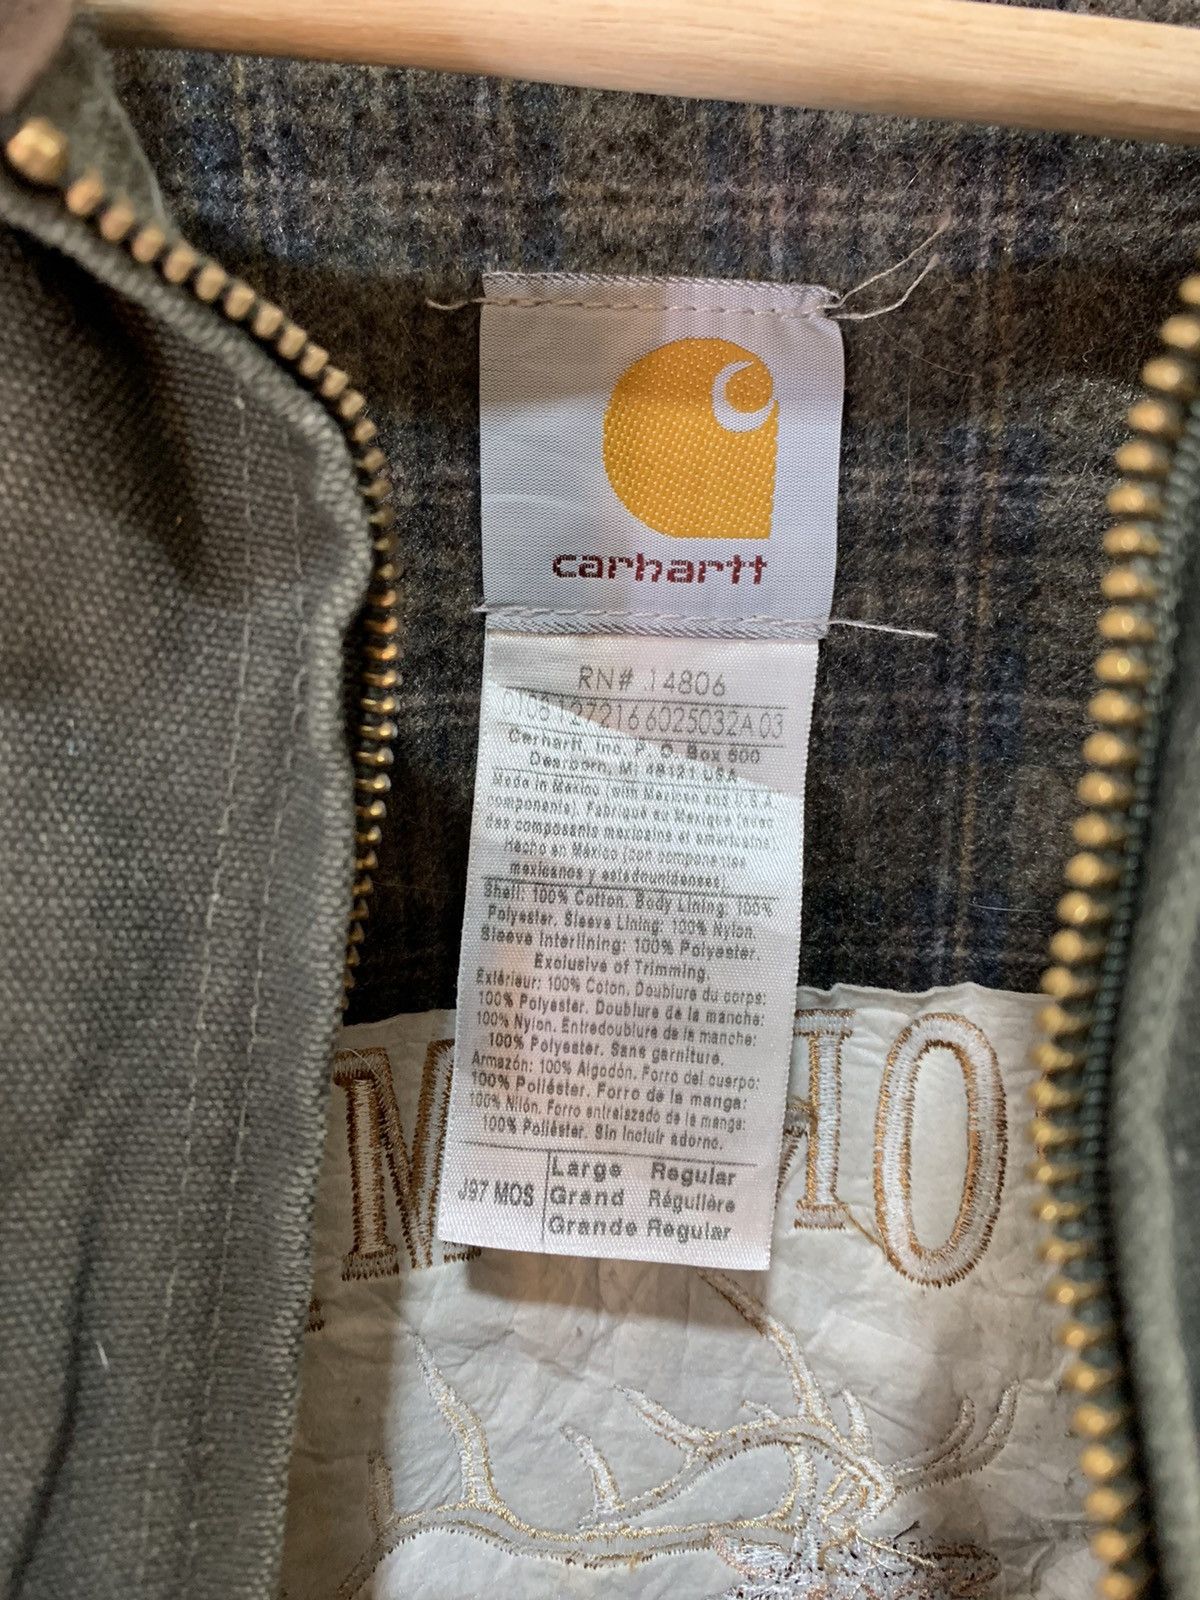 carhartt
RN# 14806
0138127216 6025032A 03
Carhartt, Inc. P. O. Box 600
Dearborn, MI 48121 USA
Made in Mexico (with Mexican and U.S.A.
components). Fabriqué au Mexique (avec
des composants mexicains et américains).
Hecho en México (con componentes
mexicanos y estadounidenses).
Shell: 100% Cotton. Body Lining: 100%
Polyester. Sleeve Lining: 100% Nylon.
Sleeve Interlining: 100% Polyester.
Exclusive of Trimming.
Extérieur: 100% Coton. Doublure du corps:
100% Polyester. Doublure de la manche:
100% Nylon. Entredoublure de la manche:
100% Polyester. Sans garniture.
Armazón: 100% Algodón. Forro del cuerpo:
100% Poliéster. Forro de la manga:
100% Nilón. Forro entrelazado de la manga:
100% Poliéster. Sin incluir adorno.
J97 MOS
Large Regular
Grand Régulière
Grande Regular